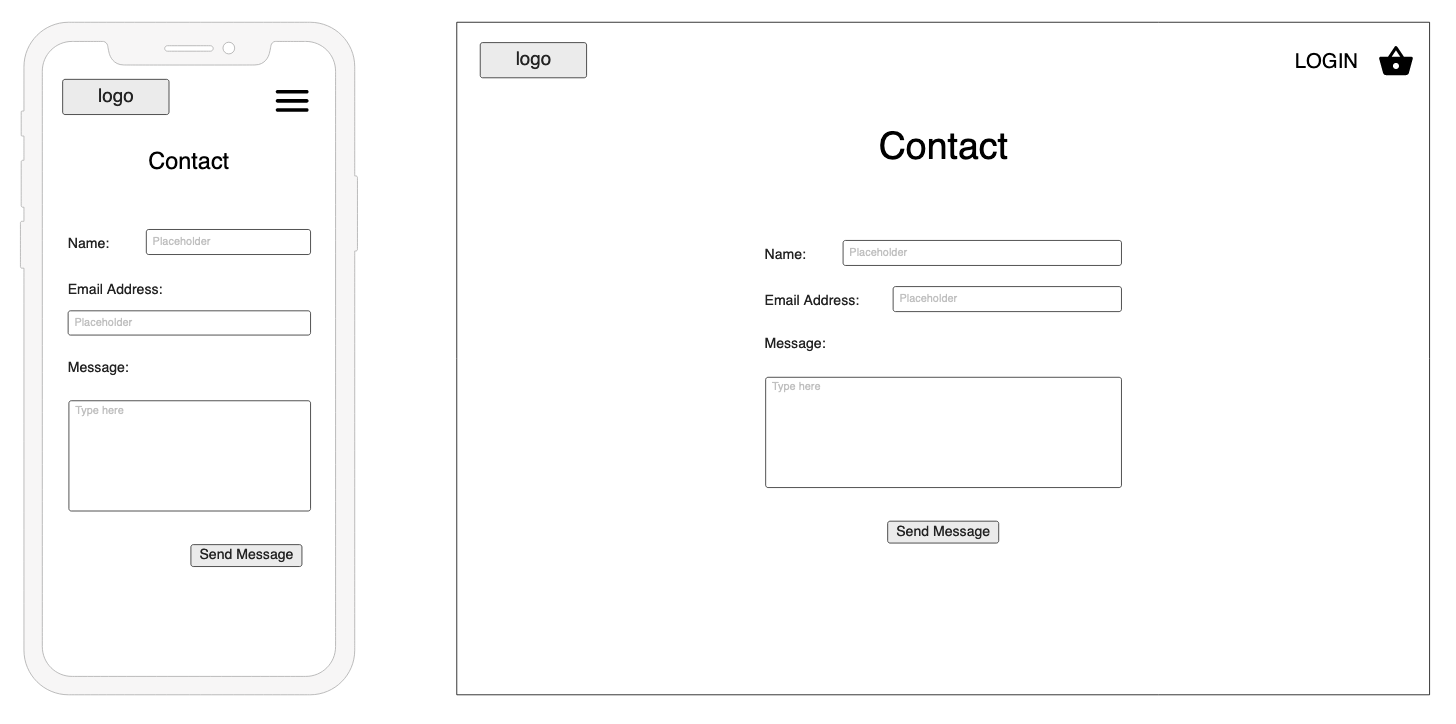 logo
Contact
Name:
Placeholder
Email Address:
Placeholder
Message:
Type here
Send Message
logo
LOGIN
Contact
Name:
Placeholder
Email Address:
Placeholder
Message:
Type here
Send Message